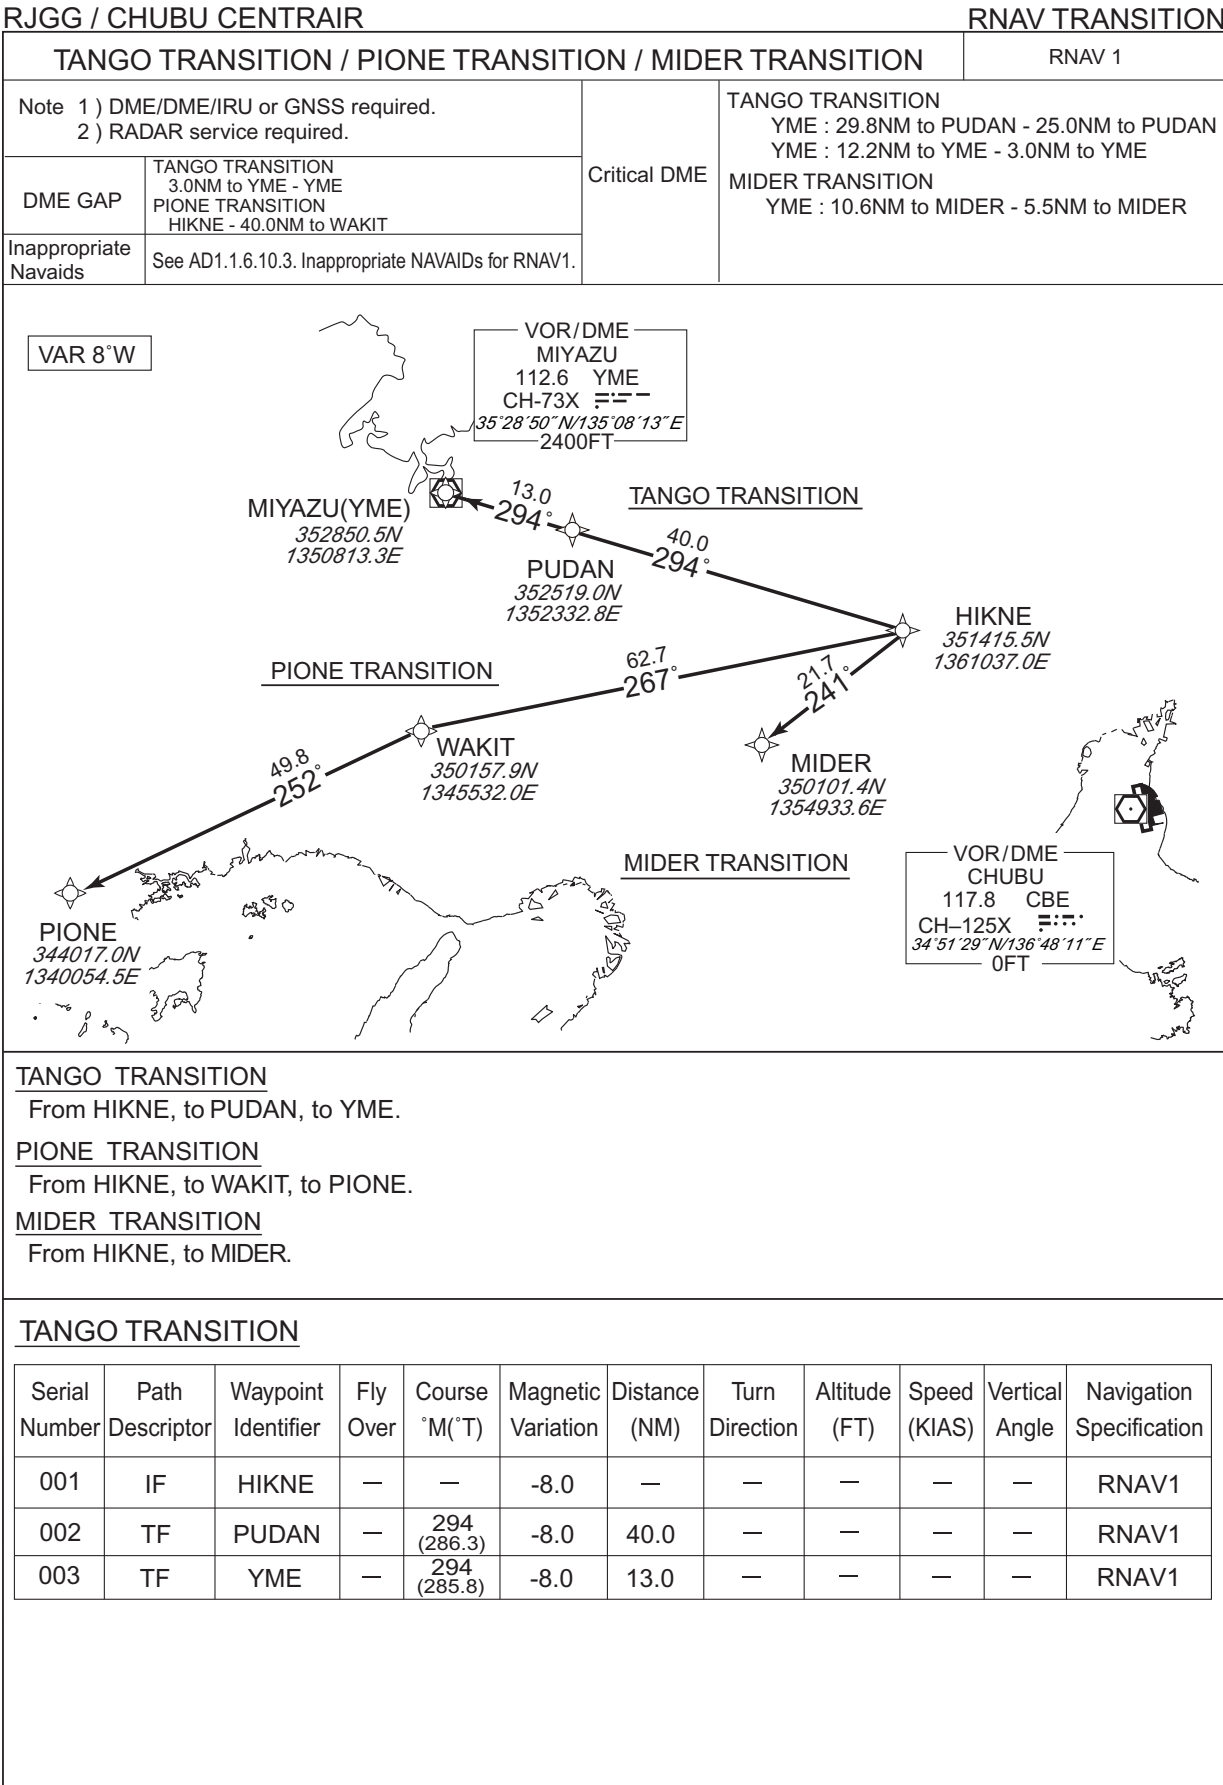 RJGG / CHUBU CENTRAIR
RNAV TRANSITION
TANGO TRANSITION / PIONE TRANSITION / MIDER TRANSITION
RNAV 1
Note 1 ) DME/DME/IRU or GNSS required.
2 ) RADAR service required.
DME GAP
TANGO TRANSITION
3.0NM to YME - YME
PIONE TRANSITION
HIKNE - 40.0NM to WAKIT
Inappropriate
Navaids
See AD1.1.6.10.3. Inappropriate NAVAIDs for RNAV1.
Critical DME
TANGO TRANSITION
YME : 29.8NM to PUDAN - 25.0NM to PUDAN
YME : 12.2NM to YME - 3.0NM to YME
MIDER TRANSITION
YME : 10.6NM to MIDER - 5.5NM to MIDER
VAR 8°W
VOR/DME
MIYAZU
112.6 YME
CH-73X
35°28´50˝N/135°08´13˝E
2400FT
MIYAZU(YME)
352850.5N
1350813.3E
13.0
294°
TANGO TRANSITION
40.0
294°
PUDAN
352519.0N
1352332.8E
HIKNE
351415.5N
1361037.0E
PIONE TRANSITION
62.7
267°
21.7
241°
WAKIT
350157.9N
1345532.0E
49.8
252°
MIDER
350101.4N
1354933.6E
MIDER TRANSITION
VOR/DME
CHUBU
117.8 CBE
CH–125X
34°51´29˝N/136°48´11˝E
0FT
PIONE
344017.0N
1340054.5E
TANGO TRANSITION
From HIKNE, to PUDAN, to YME.
PIONE TRANSITION
From HIKNE, to WAKIT, to PIONE.
MIDER TRANSITION
From HIKNE, to MIDER.
TANGO TRANSITION
Serial Number Path Descriptor Waypoint Identifier Fly Over Course °M(°T) Magnetic Variation Distance (NM) Turn Direction Altitude (FT) Speed (KIAS) Vertical Angle Navigation Specification
001 IF HIKNE — — -8.0 — — — — — RNAV1
002 TF PUDAN — 294 (286.3) -8.0 40.0 — — — — RNAV1
003 TF YME — 294 (285.8) -8.0 13.0 — — — — RNAV1